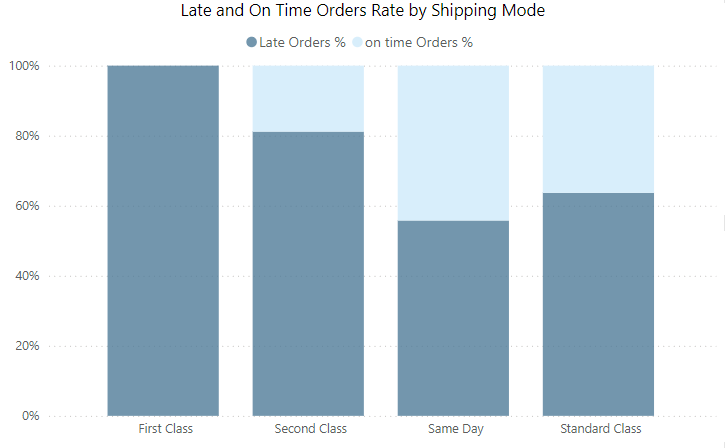 Late and On Time Orders Rate by Shipping Mode
Late Orders % on time Orders %
100%
80%
60%
40%
20%
0%
First Class Second Class Same Day Standard Class